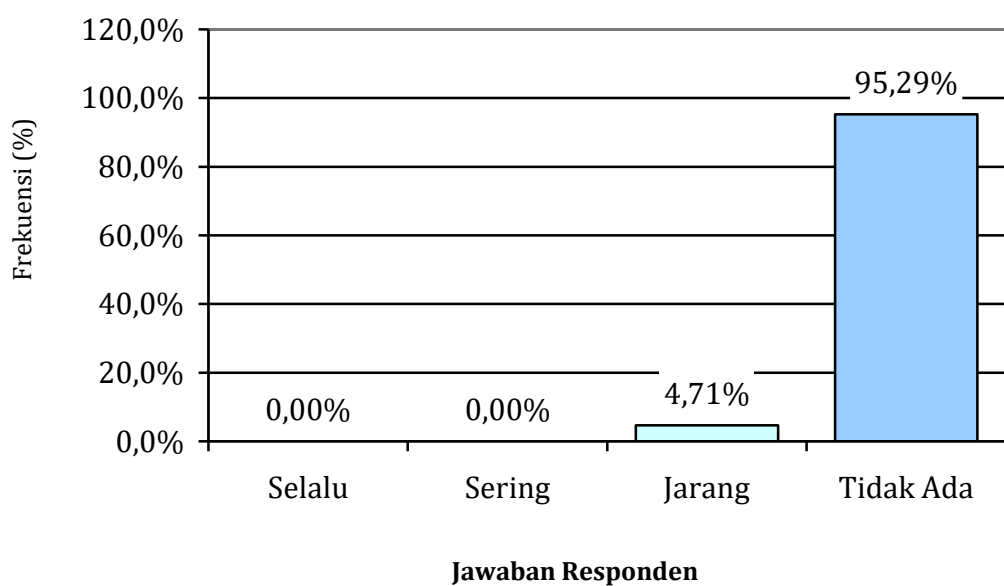 120,0%
100,0%
80,0%
60,0%
40,0%
20,0%
0,0%
Frekuensi (%)
0,00%
0,00%
4,71%
95,29%
Selalu
Sering
Jarang
Tidak Ada
Jawaban Responden